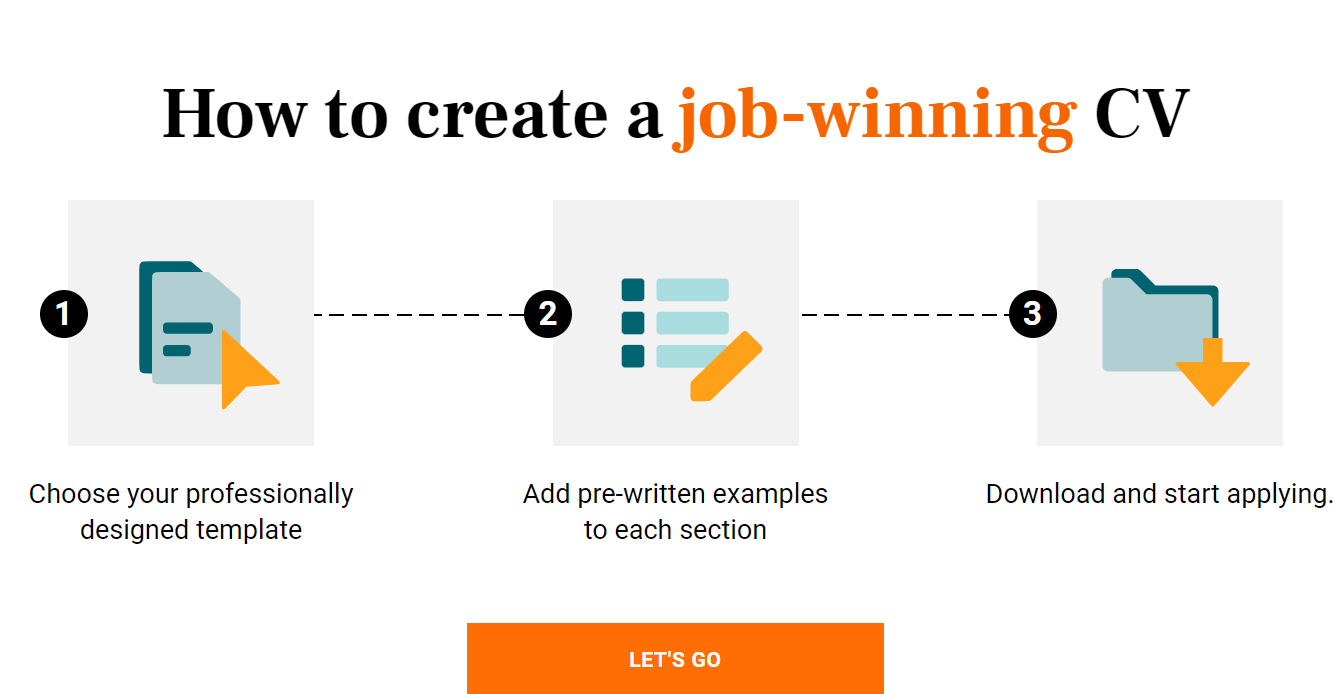 How to create a job-winning CV
1
2
3
Choose your professionally
designed template
Add pre-written examples
to each section
Download and start applying.
LET'S GO